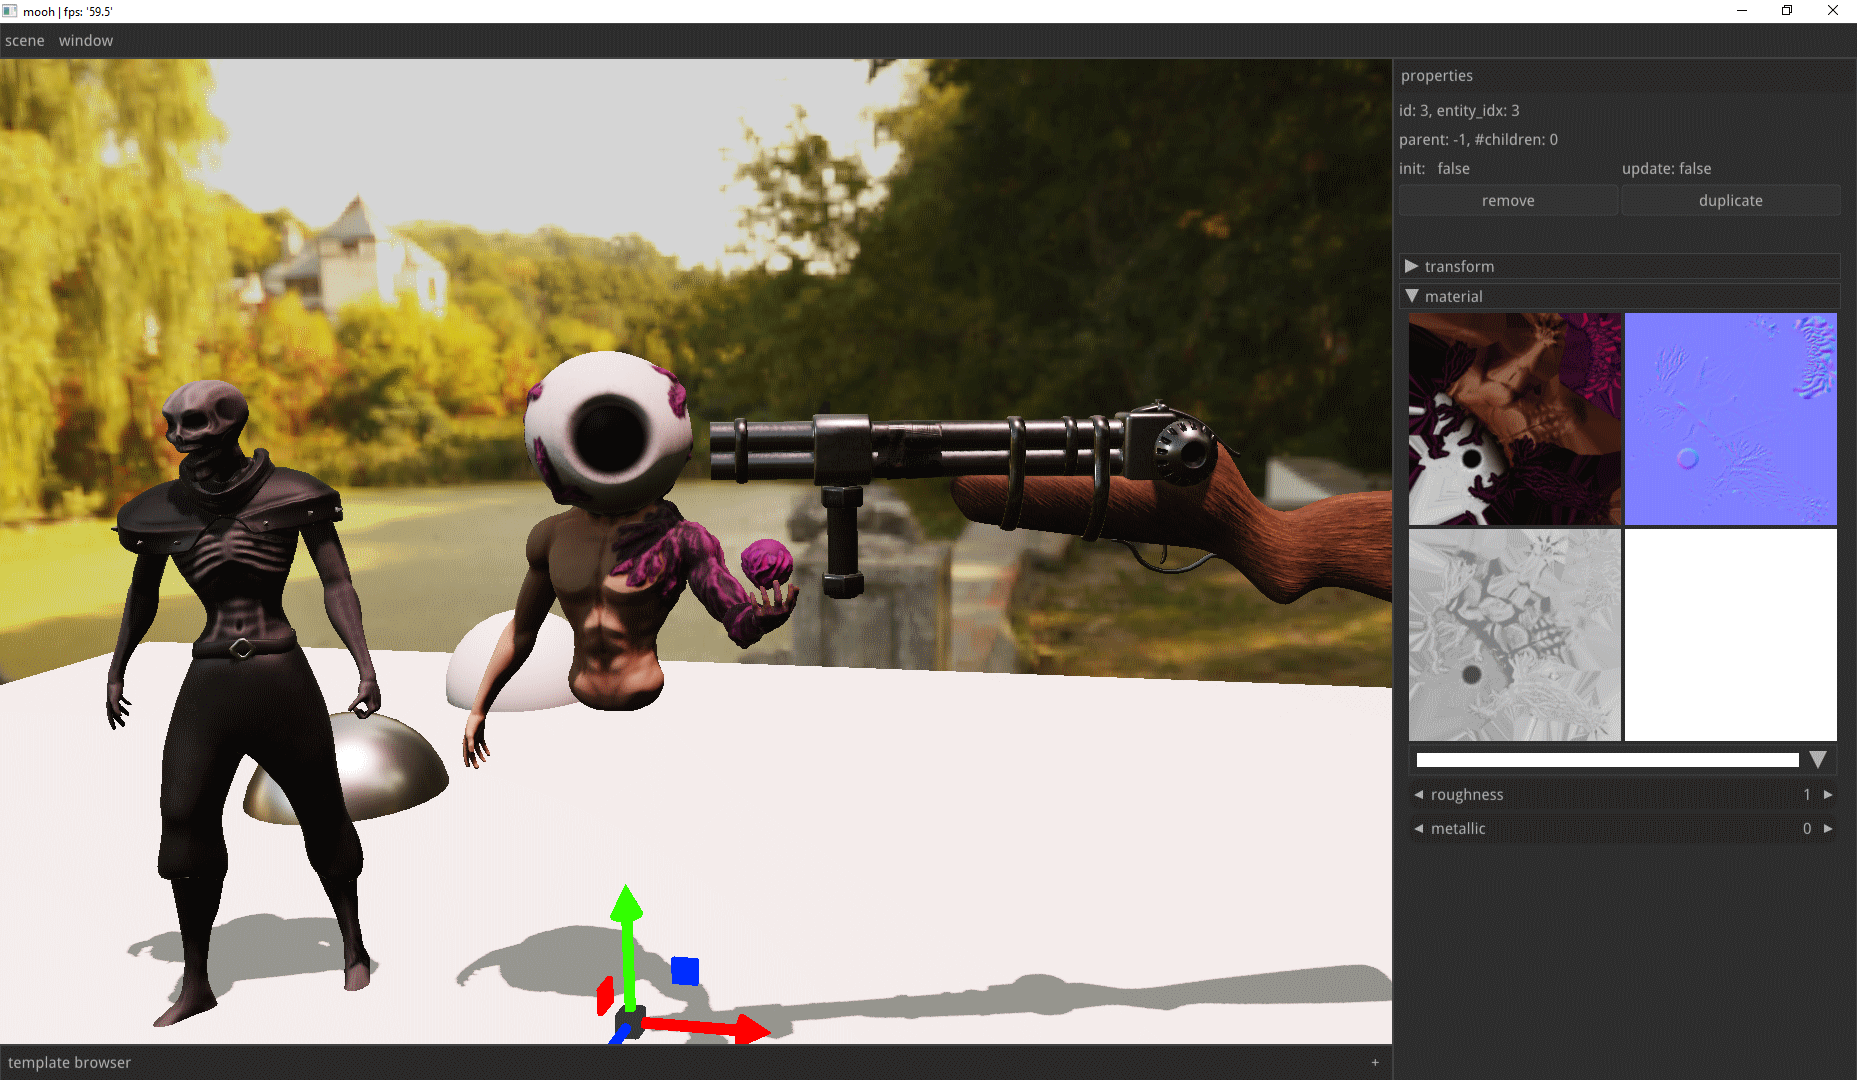 mooh | fps: '59.5'
scene window
properties
id: 3, entity_idx: 3
parent: -1, #children: 0
init: false update: false
remove duplicate
transform
material
roughness 1
metallic 0
template browser +